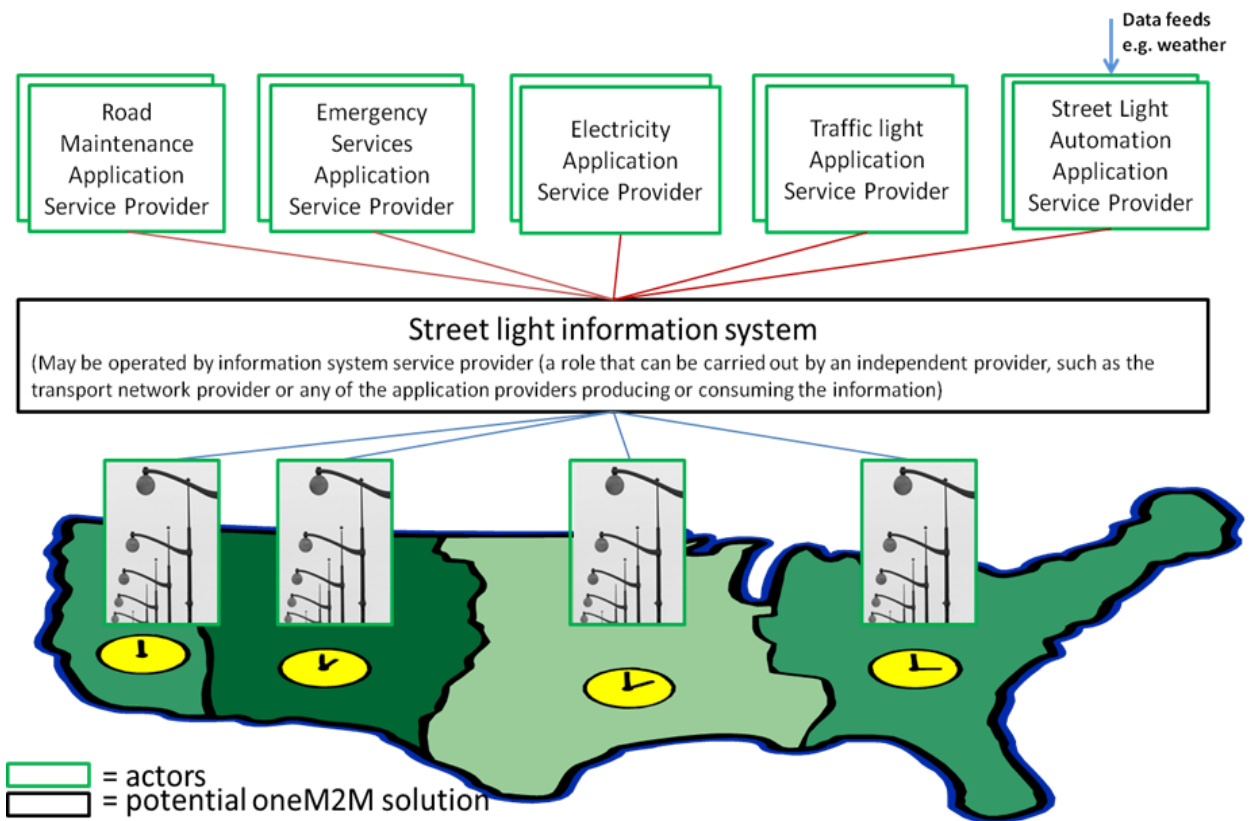 Data feeds
e.g. weather
Road
Maintenance
Application
Service Provider
Emergency
Services
Application
Service Provider
Electricity
Application
Service Provider
Traffic light
Application
Service Provider
Street Light
Automation
Application
Service Provider
Street light information system
(May be operated by information system service provider (a role that can be carried out by an independent provider, such as the
transport network provider or any of the application providers producing or consuming the information)
= actors
= potential oneM2M solution